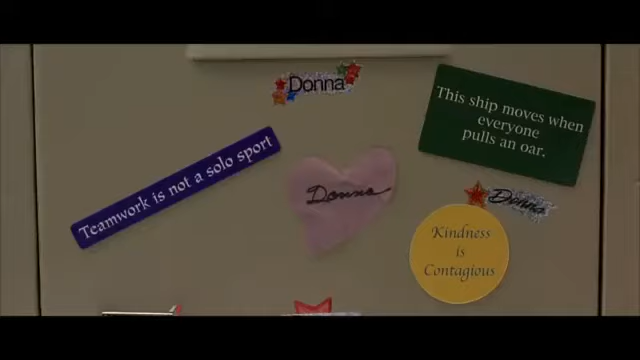 Donna
This ship moves when
everyone
pulls an oar.
Teamwork is not a solo sport
Donna
Donna
Kindness
is
Contagious